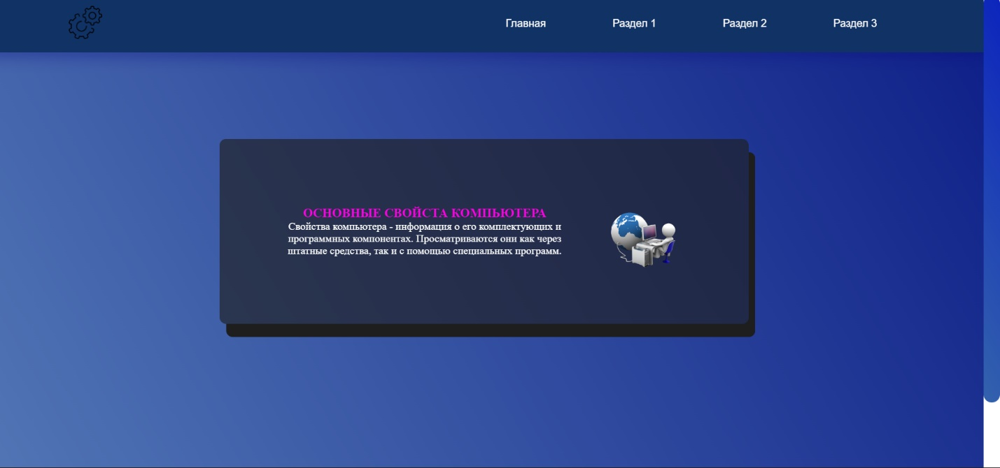 Главная Раздел 1 Раздел 2 Раздел 3
ОСНОВНЫЕ СВОЙСТА КОМПЬЮТЕРА
Свойства компьютера - информация о его комплектующих и
программных компонентах. Просматриваются они как через
штатные средства, так и с помощью специальных программ.